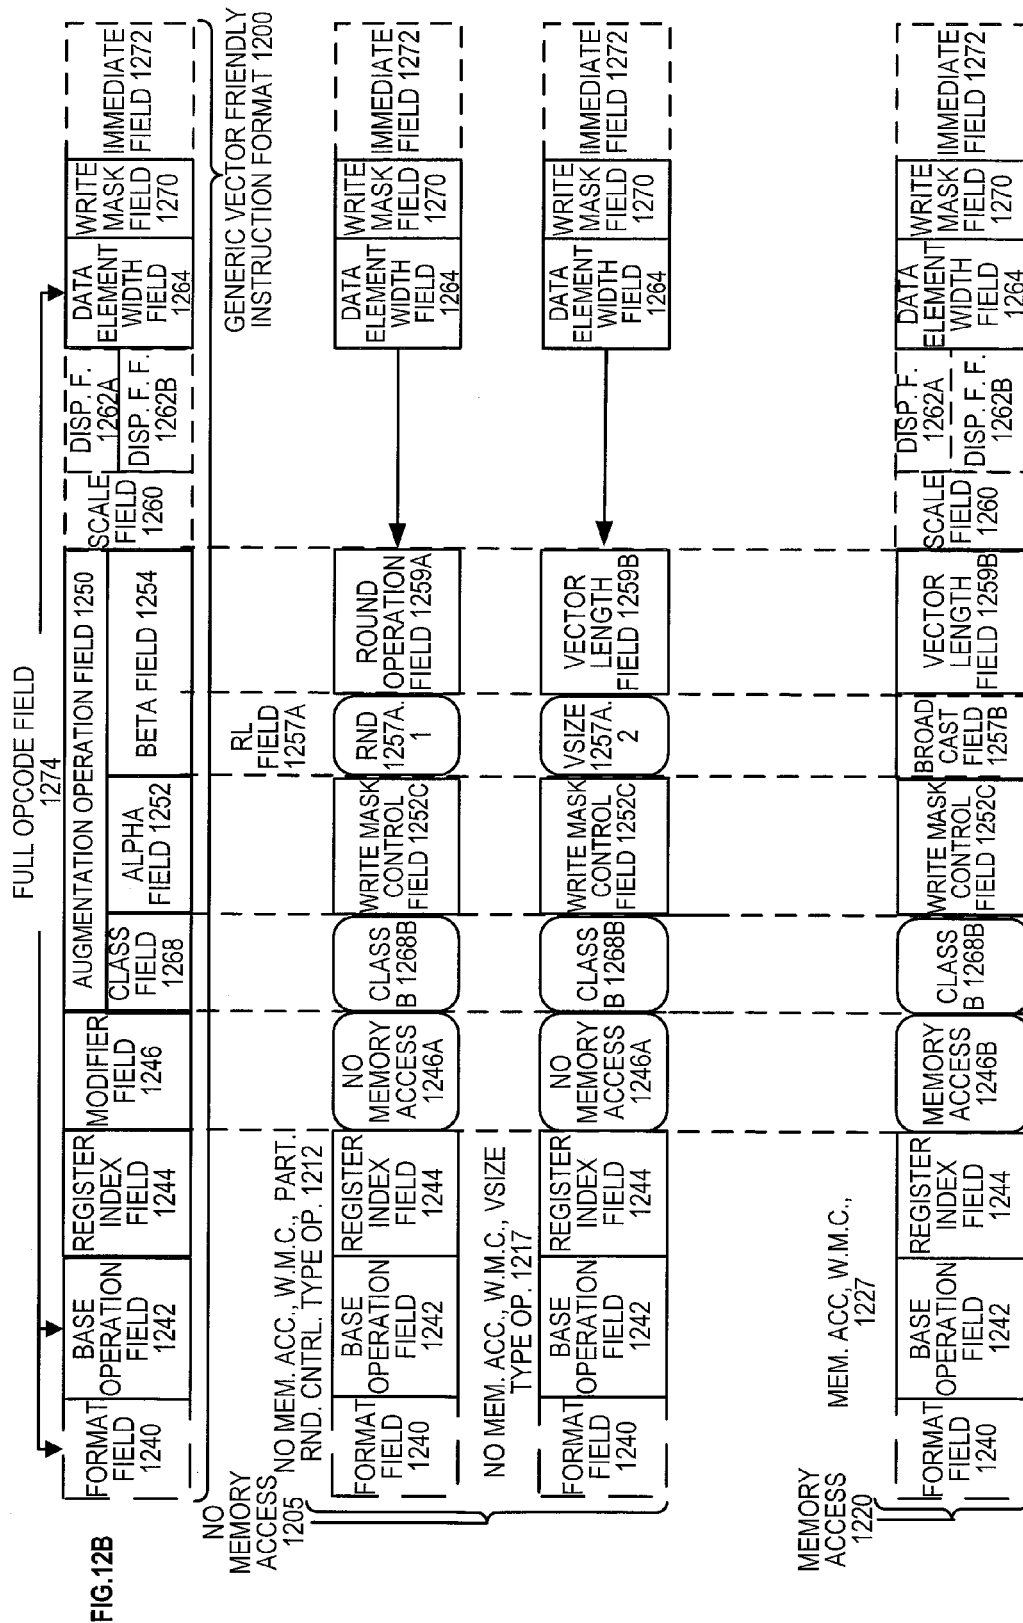 FIG.12B
FULL OPCODE FIELD
1274
FORMAT
FIELD
1240
BASE
OPERATION
FIELD
1242
REGISTER
INDEX
FIELD
1244
MODIFIER
FIELD
1246
AUGMENTATION OPERATION FIELD 1250
CLASS
FIELD
1268
ALPHA
FIELD 1252
BETA FIELD 1254
SCALE
FIELD
1260
DISP. F.
1262A
DISP. F. F.
1262B
DATA
ELEMENT
WIDTH
FIELD
1264
WRITE
MASK
FIELD
1270
IMMEDIATE
FIELD 1272
GENERIC VECTOR FRIENDLY
INSTRUCTION FORMAT 1200
NO
MEMORY
ACCESS
1205
NO MEM. ACC., W.M.C., PART.
RND. CNTRL. TYPE OP. 1212
RL
FIELD
1257A
FORMAT
FIELD
1240
BASE
OPERATION
FIELD
1242
REGISTER
INDEX
FIELD
1244
NO
MEMORY
ACCESS
1246A
CLASS
B 1268B
WRITE MASK
CONTROL
FIELD 1252C
RND
1257A.
1
ROUND
OPERATION
FIELD 1259A
DATA
ELEMENT
WIDTH
FIELD
1264
WRITE
MASK
FIELD
1270
IMMEDIATE
FIELD 1272
NO MEM. ACC., W.M.C., VSIZE
TYPE OP. 1217
FORMAT
FIELD
1240
BASE
OPERATION
FIELD
1242
REGISTER
INDEX
FIELD
1244
NO
MEMORY
ACCESS
1246A
CLASS
B 1268B
WRITE MASK
CONTROL
FIELD 1252C
VSIZE
1257A.
2
VECTOR
LENGTH
FIELD 1259B
DATA
ELEMENT
WIDTH
FIELD
1264
WRITE
MASK
FIELD
1270
IMMEDIATE
FIELD 1272
MEMORY
ACCESS
1220
MEM. ACC, W.M.C.,
1227
FORMAT
FIELD
1240
BASE
OPERATION
FIELD
1242
REGISTER
INDEX
FIELD
1244
MEMORY
ACCESS
1246B
CLASS
B 1268B
WRITE MASK
CONTROL
FIELD 1252C
BROAD
CAST
FIELD
1257B
VECTOR
LENGTH
FIELD 1259B
SCALE
FIELD
1260
DISP. F.
1262A
DISP. F. F.
1262B
DATA
ELEMENT
WIDTH
FIELD
1264
WRITE
MASK
FIELD
1270
IMMEDIATE
FIELD 1272